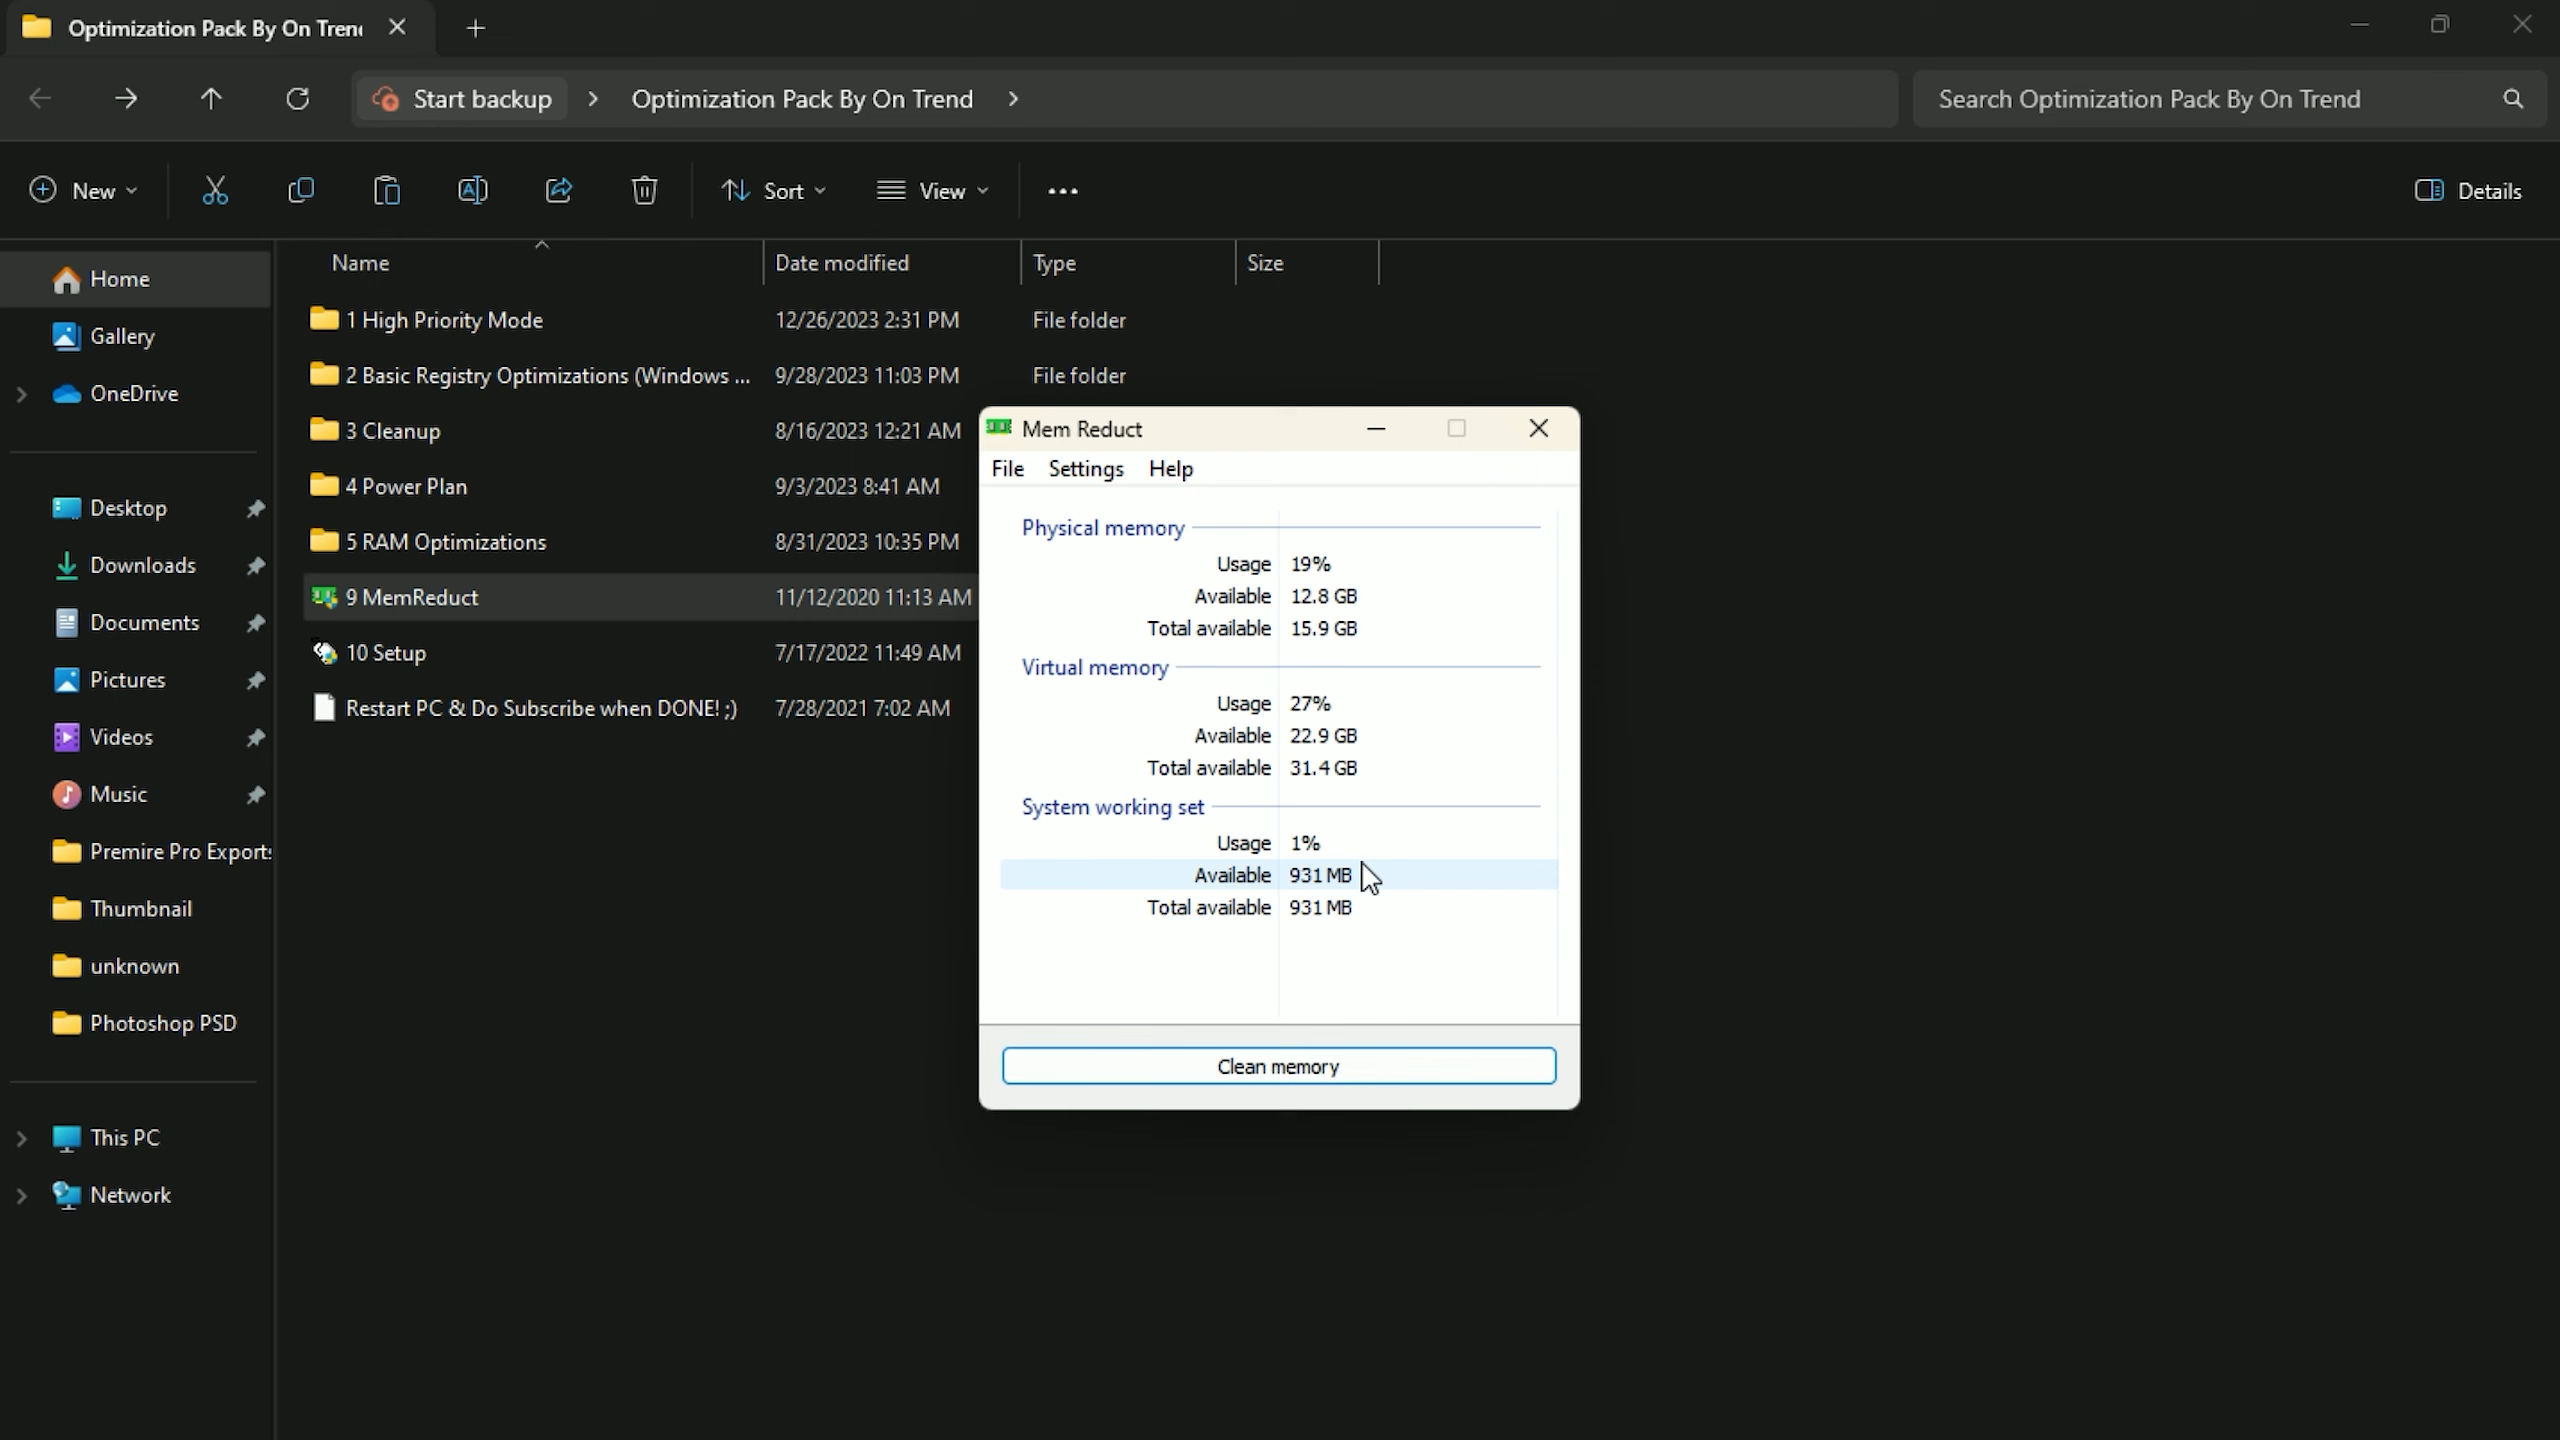 Optimization Pack By On Tren
Start backup > Optimization Pack By On Trend >
Search Optimization Pack By On Trend
New
Sort
View
Details
Home
Gallery
OneDrive
Desktop
Downloads
Documents
Pictures
Videos
Music
Premire Pro Exports
Thumbnail
unknown
Photoshop PSD
This PC
Network
Name Date modified Type Size
1 High Priority Mode 12/26/2023 2:31 PM File folder
2 Basic Registry Optimizations (Windows ... 9/28/2023 11:03 PM File folder
3 Cleanup 8/16/2023 12:21 AM
4 Power Plan 9/3/2023 8:41 AM
5 RAM Optimizations 8/31/2023 10:35 PM
9 MemReduct 11/12/2020 11:13 AM
10 Setup 7/17/2022 11:49 AM
Restart PC & Do Subscribe when DONE! ;) 7/28/2021 7:02 AM
Mem Reduct
File Settings Help
Physical memory
Usage 19%
Available 12.8 GB
Total available 15.9 GB
Virtual memory
Usage 27%
Available 22.9 GB
Total available 31.4 GB
System working set
Usage 1%
Available 931 MB
Total available 931 MB
Clean memory